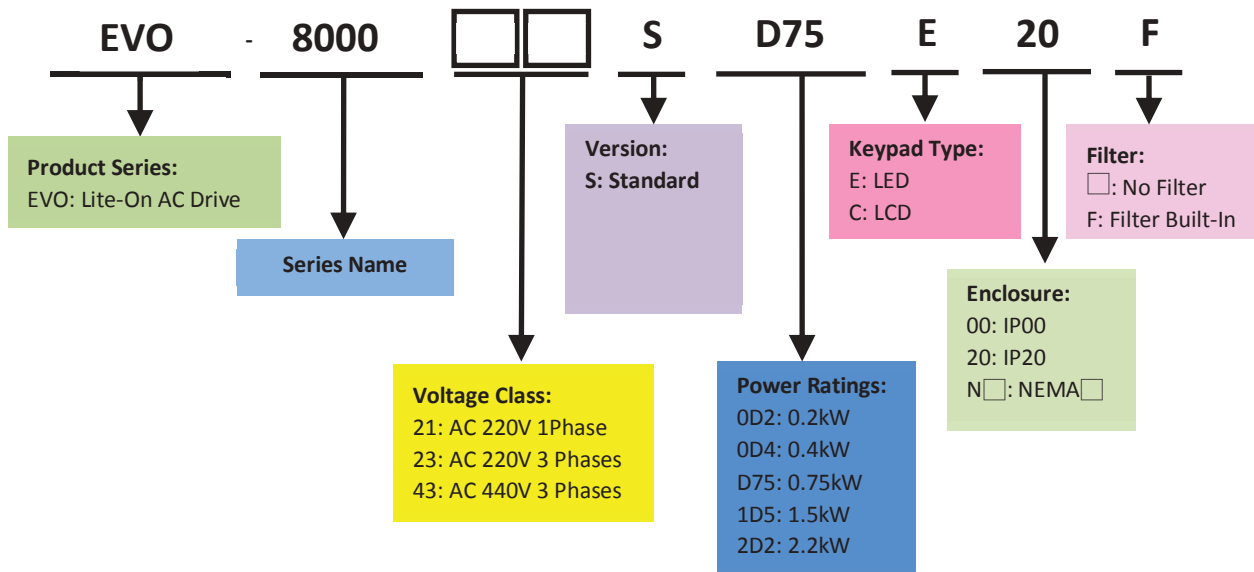 EVO - 8000 □□ S D75 E 20 F
Product Series:
EVO: Lite-On AC Drive
Series Name
Voltage Class:
21: AC 220V 1Phase
23: AC 220V 3 Phases
43: AC 440V 3 Phases
Version:
S: Standard
Power Ratings:
0D2: 0.2kW
0D4: 0.4kW
D75: 0.75kW
1D5: 1.5kW
2D2: 2.2kW
Keypad Type:
E: LED
C: LCD
Enclosure:
00: IP00
20: IP20
N□: NEMA□
Filter:
□: No Filter
F: Filter Built-In